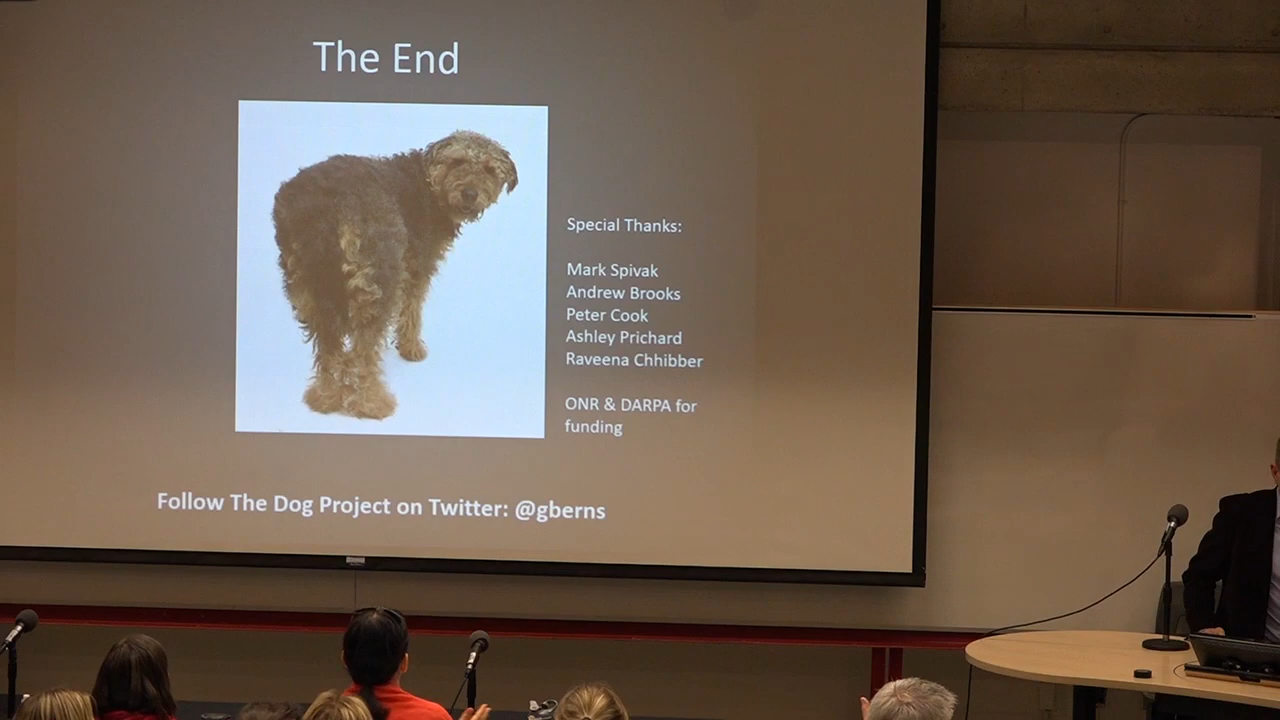 The End
Special Thanks:
Mark Spivak
Andrew Brooks
Peter Cook
Ashley Prichard
Raveena Chhibber
ONR & DARPA for
funding
Follow The Dog Project on Twitter: @gberns